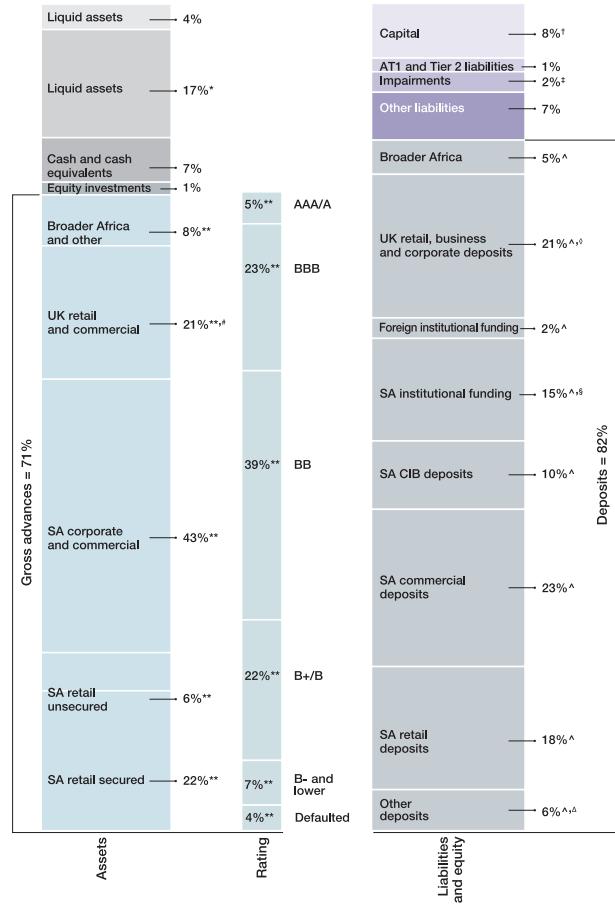 Liquid assets
4%
Liquid assets
17%*
Cash and cash
equivalents
7%
Equity investments
1%
Broader Africa
and other
8%**
UK retail
and commercial
21%**,#
SA corporate
and commercial
43%**
SA retail
unsecured
6%**
SA retail secured
22%**
Gross advances = 71%
Assets
5%**
AAA/A
23%**
BBB
39%**
BB
22%**
B+/B
7%**
B- and
lower
4%**
Defaulted
Rating
Capital
8%†
AT1 and Tier 2 liabilities
1%
Impairments
2%‡
Other liabilities
7%
Broader Africa
5%^
UK retail, business
and corporate deposits
21%^,◊
Foreign institutional funding
2%^
SA institutional funding
15%^,§
SA CIB deposits
10%^
SA commercial
deposits
23%^
SA retail
deposits
18%^
Other
deposits
6%^,Δ
Deposits = 82%
Liabilities
and equity